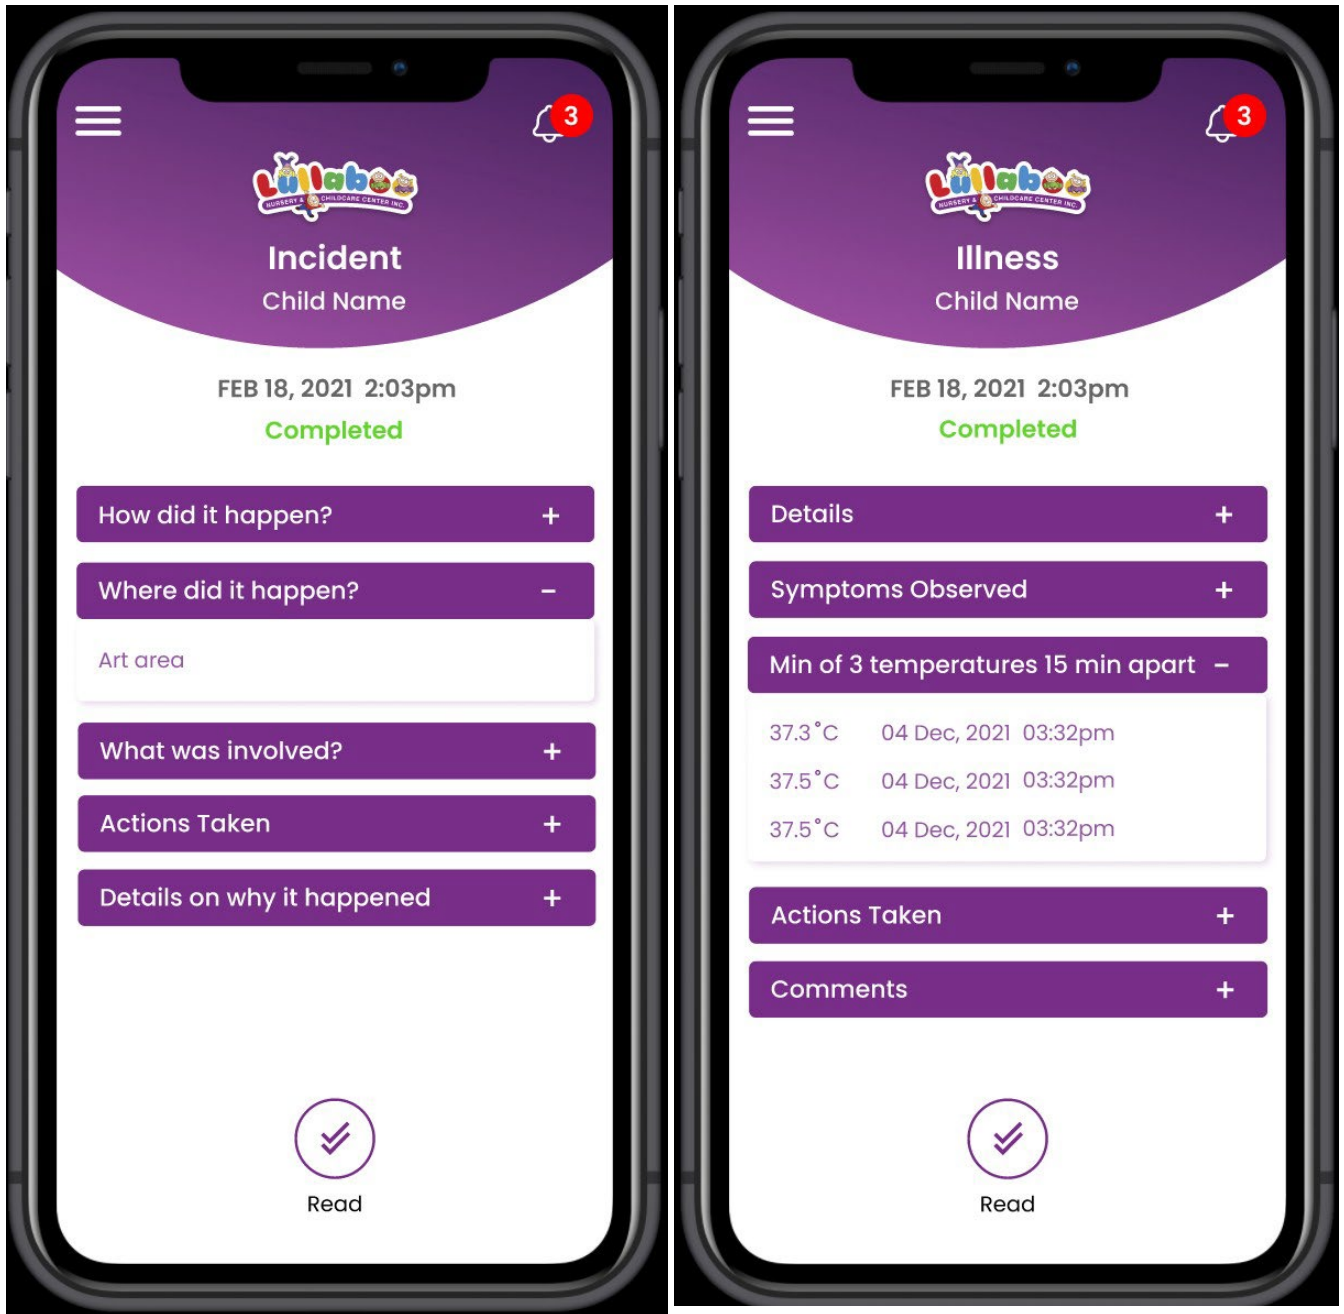 3
Lullaboo
NURSERY & CHILDCARE CENTER INC.
Incident
Child Name
FEB 18, 2021 2:03pm
Completed
How did it happen? +
Where did it happen? –
Art area
What was involved? +
Actions Taken +
Details on why it happened +
Read
3
Lullaboo
NURSERY & CHILDCARE CENTER INC.
Illness
Child Name
FEB 18, 2021 2:03pm
Completed
Details +
Symptoms Observed +
Min of 3 temperatures 15 min apart –
37.3°C 04 Dec, 2021 03:32pm
37.5°C 04 Dec, 2021 03:32pm
37.5°C 04 Dec, 2021 03:32pm
Actions Taken +
Comments +
Read